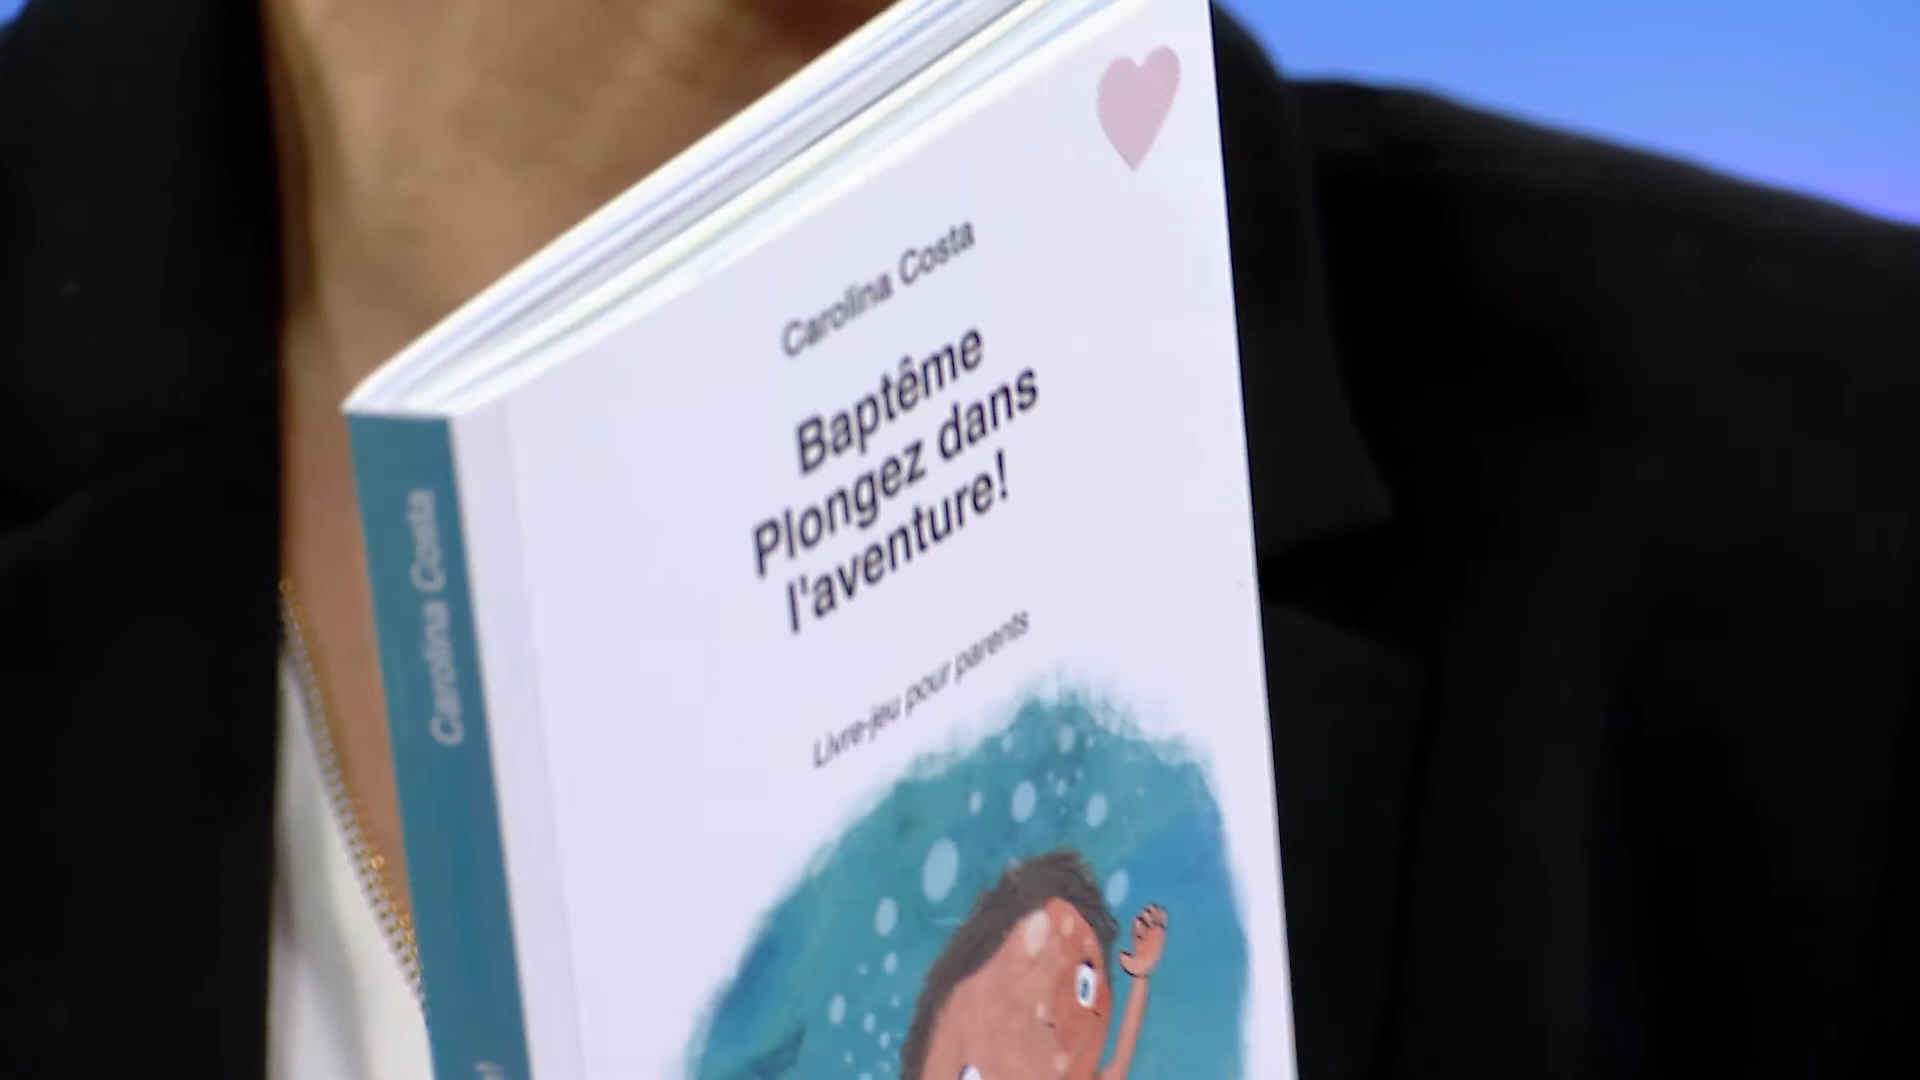 Carolina Costa
Baptême
Plongez dans
l'aventure!
Livre-jeu pour parents
Carolina Costa